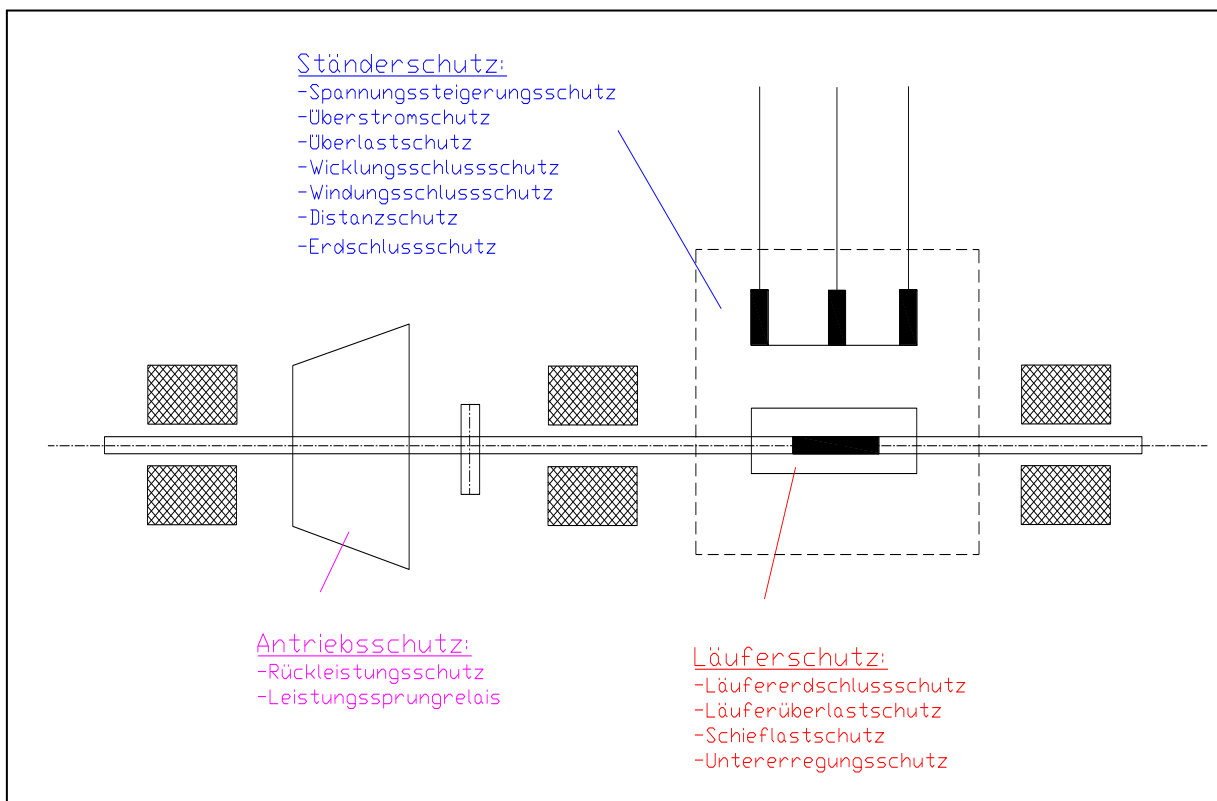 Ständerschutz:
-Spannungssteigerungsschutz
-Überstromschutz
-Überlastschutz
-Wicklungsschlussschutz
-Windungsschlussschutz
-Distanzschutz
-Erdschlussschutz
Antriebsschutz:
-Rückleistungsschutz
-Leistungssprungrelais
Läuferschutz:
-Läufererdschlussschutz
-Läuferüberlastschutz
-Schieflastschutz
-Untererregungsschutz